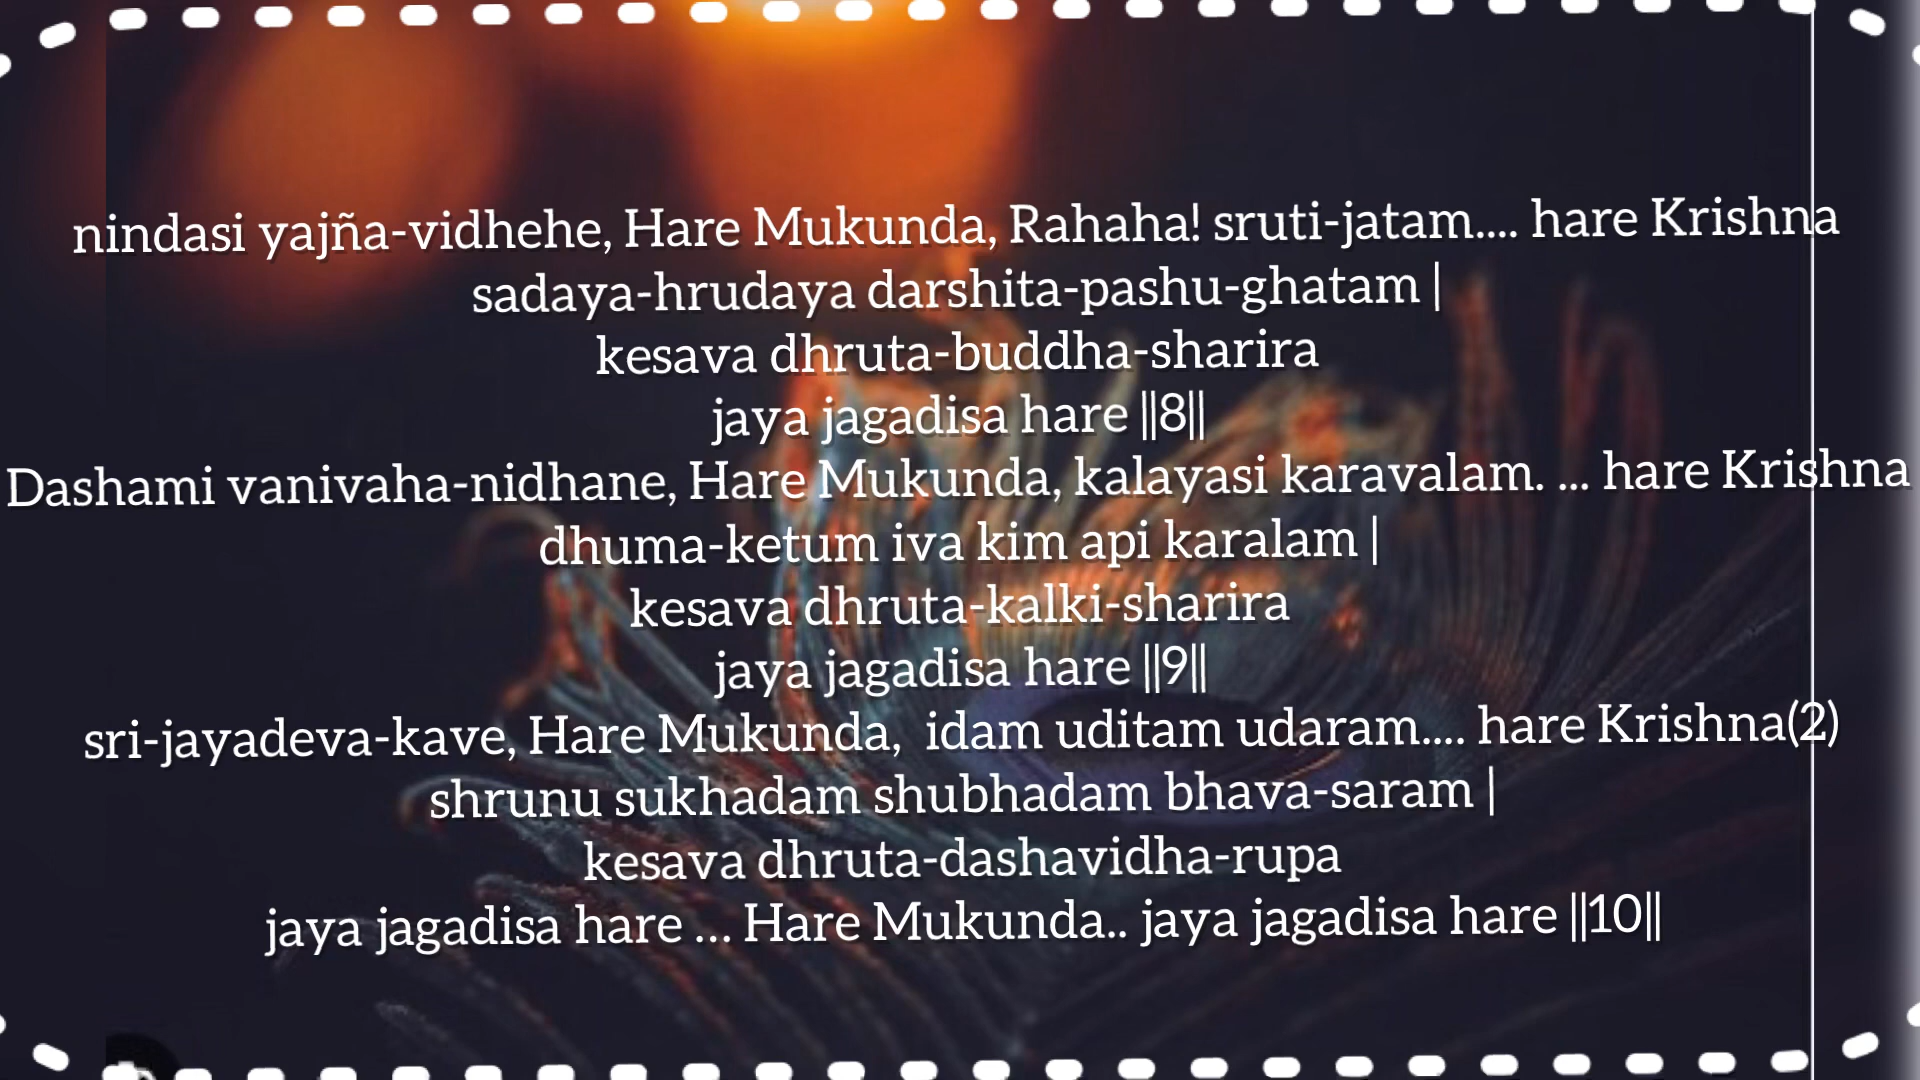 nindasi yajña-vidhehe, Hare Mukunda, Rahaha! sruti-jatam.... hare Krishna
sadaya-hrudaya darshita-pashu-ghatam |
kesava dhruta-buddha-sharira
jaya jagadisa hare ||8||
Dashami vanivaha-nidhane, Hare Mukunda, kalayasi karavalam. ... hare Krishna
dhuma-ketum iva kim api karalam |
kesava dhruta-kalki-sharira
jaya jagadisa hare ||9||
sri-jayadeva-kave, Hare Mukunda,  idam uditam udaram.... hare Krishna(2)
shrunu sukhadam shubhadam bhava-saram |
kesava dhruta-dashavidha-rupa
jaya jagadisa hare ... Hare Mukunda.. jaya jagadisa hare ||10||